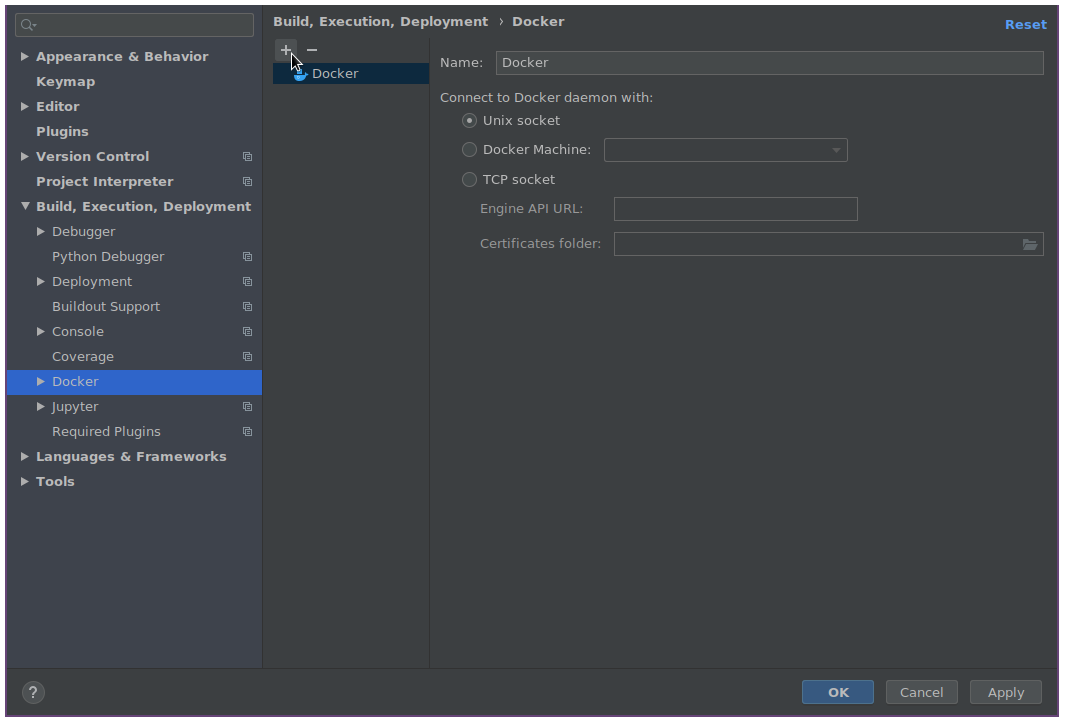 Appearance & Behavior
Keymap
Editor
Plugins
Version Control
Project Interpreter
Build, Execution, Deployment
Debugger
Python Debugger
Deployment
Buildout Support
Console
Coverage
Docker
Jupyter
Required Plugins
Languages & Frameworks
Tools
Build, Execution, Deployment › Docker
Reset
+ −
Docker
Name: Docker
Connect to Docker daemon with:
Unix socket
Docker Machine:
TCP socket
Engine API URL:
Certificates folder:
? OK Cancel Apply